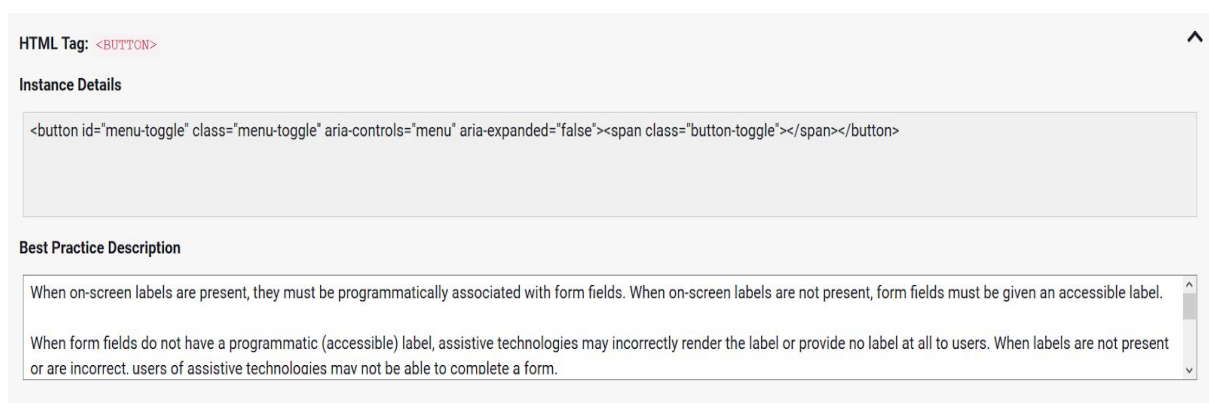 HTML Tag: <BUTTON>
Instance Details
<button id="menu-toggle" class="menu-toggle" aria-controls="menu" aria-expanded="false"><span class="button-toggle"></span></button>
Best Practice Description
When on-screen labels are present, they must be programmatically associated with form fields. When on-screen labels are not present, form fields must be given an accessible label.
When form fields do not have a programmatic (accessible) label, assistive technologies may incorrectly render the label or provide no label at all to users. When labels are not present
or are incorrect, users of assistive technologies may not be able to complete a form.